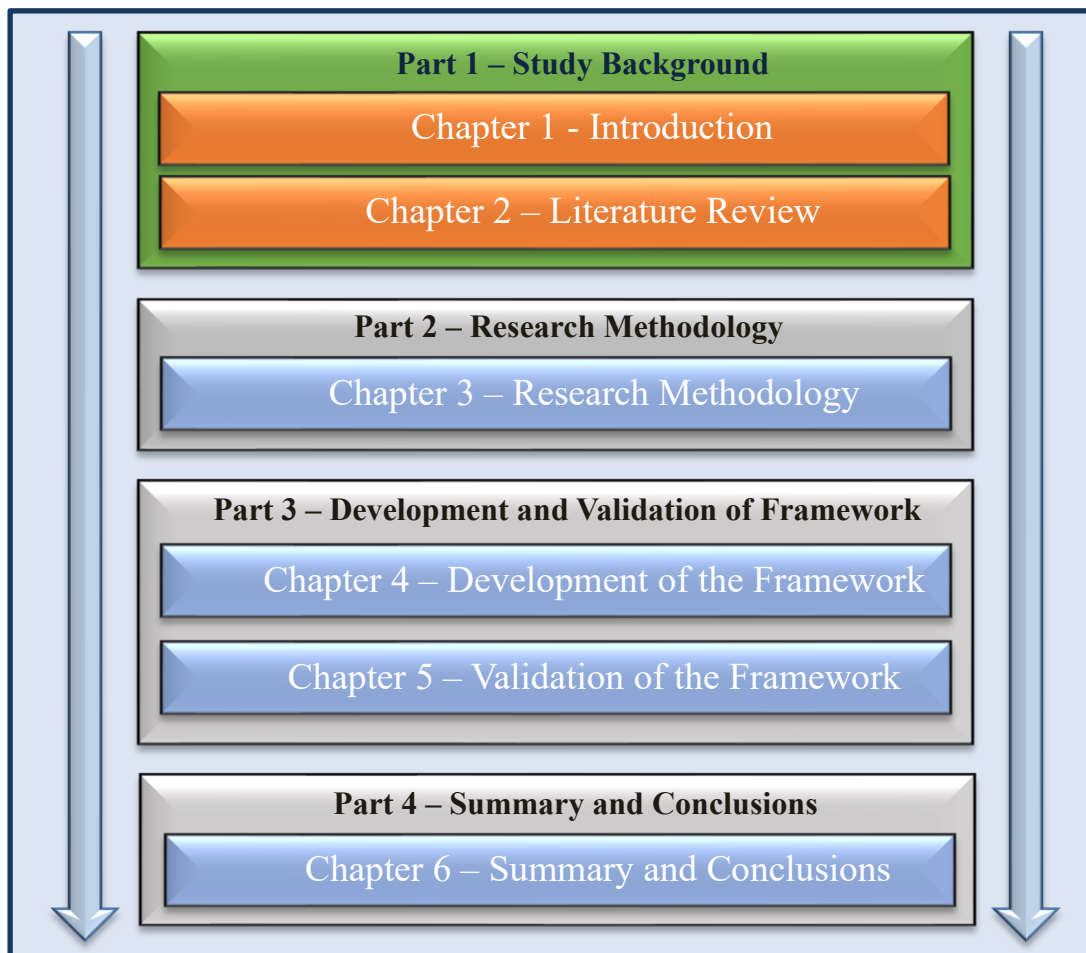 Part 1 – Study Background
Chapter 1 - Introduction
Chapter 2 – Literature Review
Part 2 – Research Methodology
Chapter 3 – Research Methodology
Part 3 – Development and Validation of Framework
Chapter 4 – Development of the Framework
Chapter 5 – Validation of the Framework
Part 4 – Summary and Conclusions
Chapter 6 – Summary and Conclusions